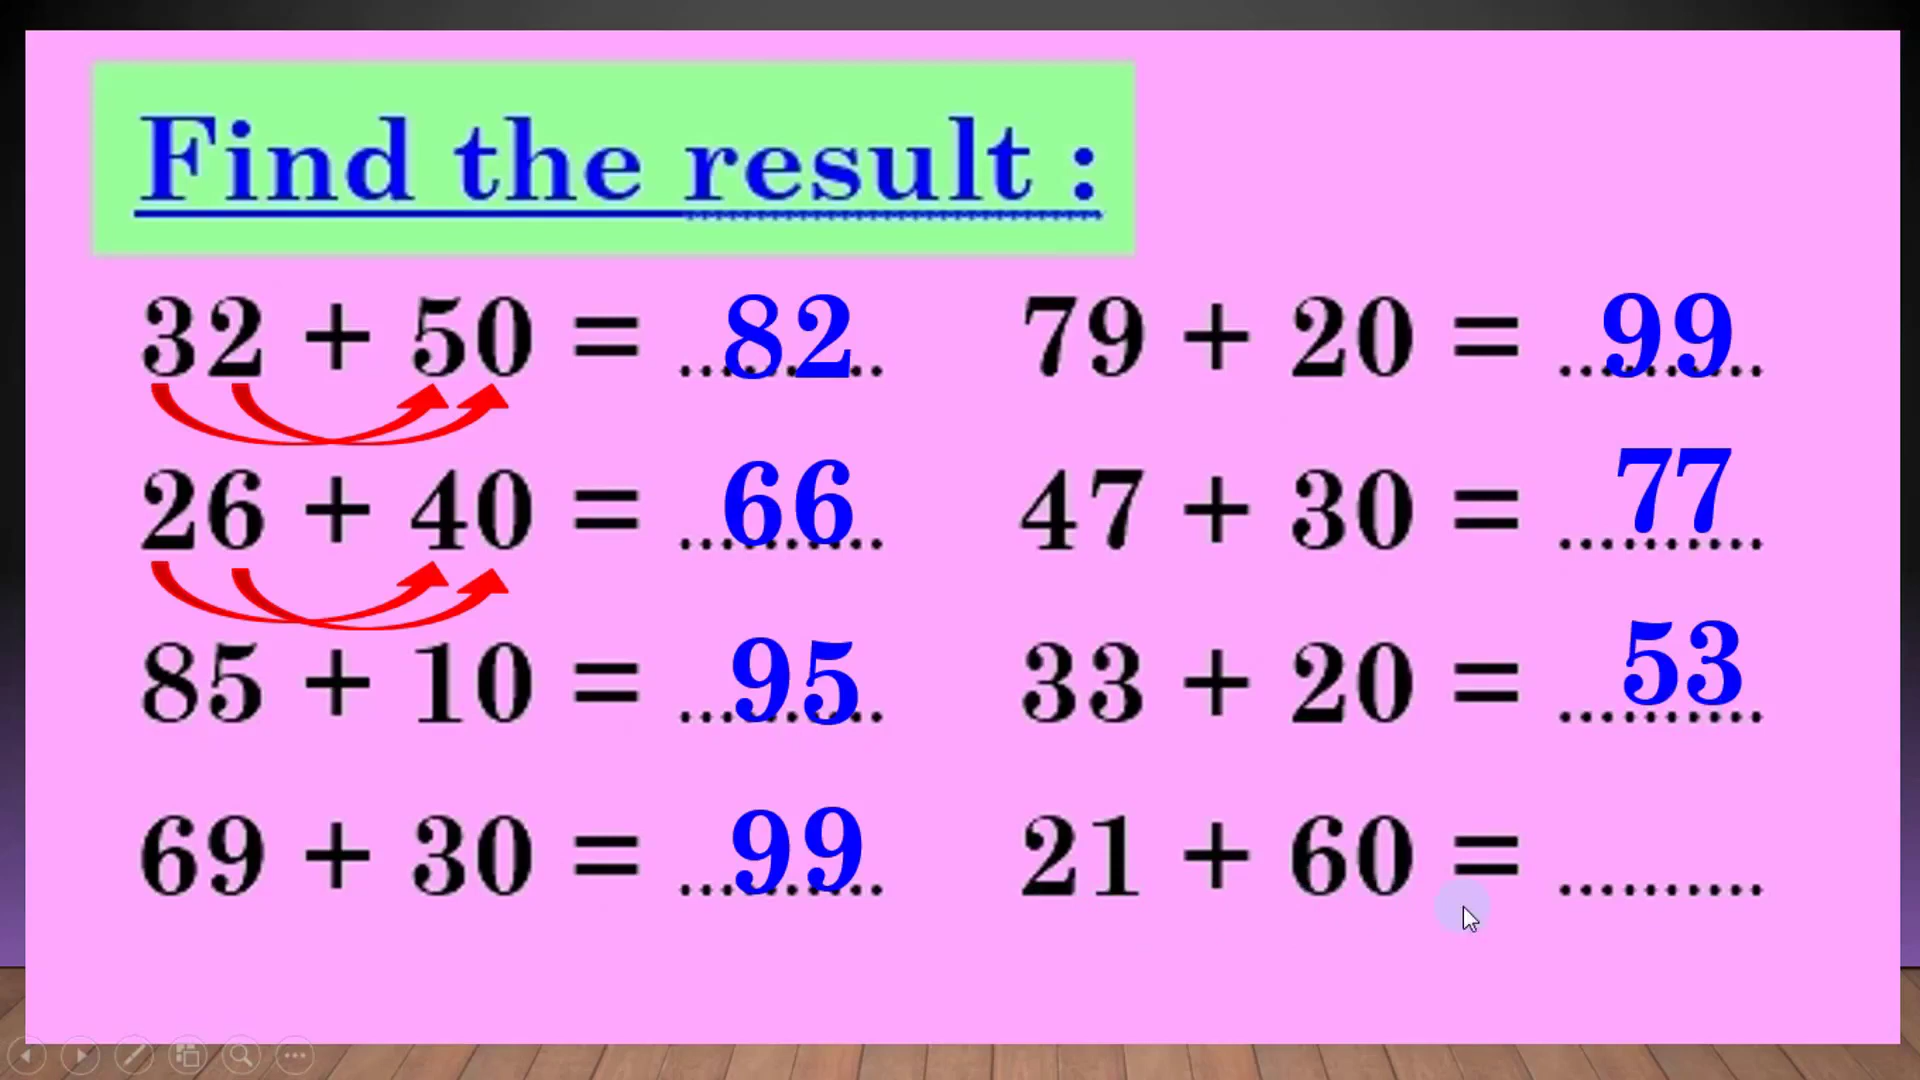 Find the result :
32 + 50 = ...82... 79 + 20 = ...99...
26 + 40 = ...66... 47 + 30 = ...77...
85 + 10 = ...95... 33 + 20 = ...53...
69 + 30 = ...99... 21 + 60 = ..........